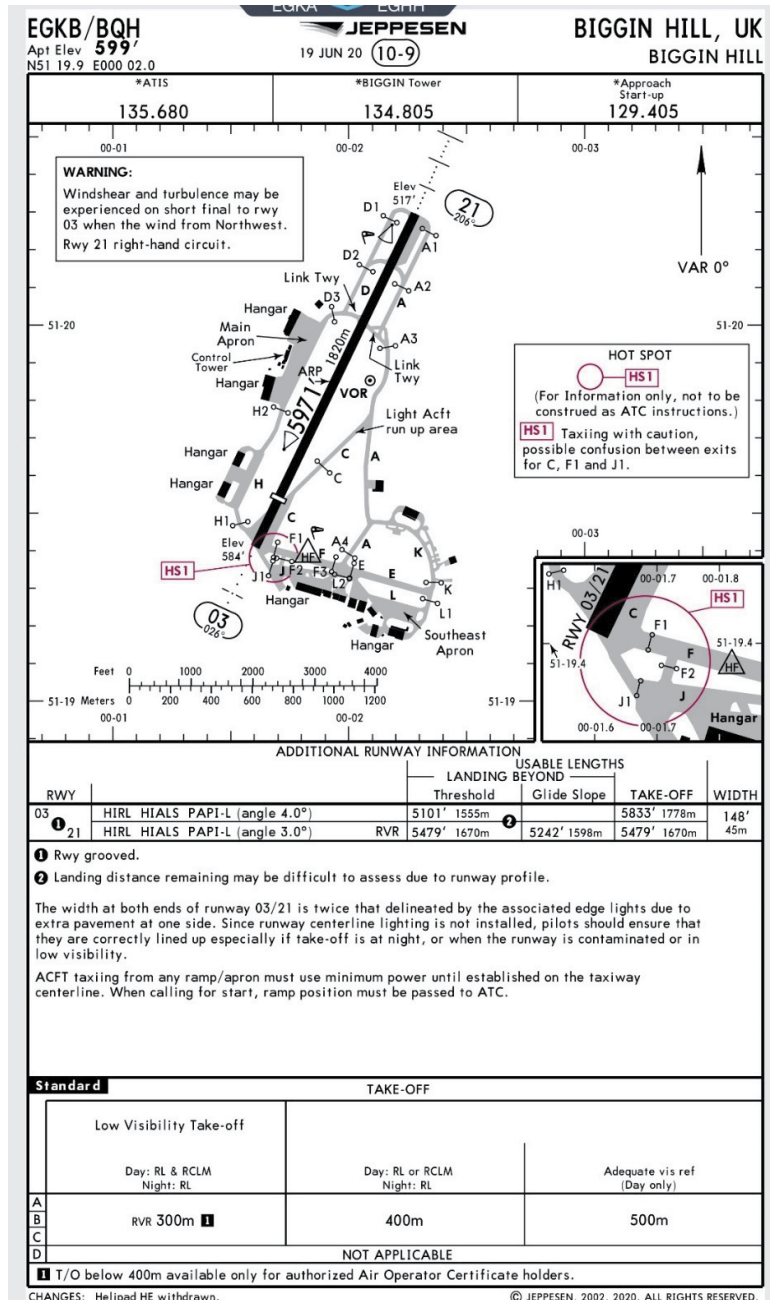 EGKA EGHH
EGKB/BQH
Apt Elev 599'
N51 19.9 E000 02.0
JEPPESEN
19 JUN 20 10-9
BIGGIN HILL, UK
BIGGIN HILL
*ATIS
135.680
*BIGGIN Tower
134.805
*Approach
Start-up
129.405
00-01 00-02 00-03
WARNING:
Windshear and turbulence may be
experienced on short final to rwy
03 when the wind from Northwest.
Rwy 21 right-hand circuit.
Elev
517'
21
206°
D1
A1
D2
VAR 0°
Link Twy
D
A2
D3
A
Hangar
51-20
51-20
Main
Apron
A3
Control
Tower
1820m
Link
Twy
ARP
Hangar
VOR
5971'
H2
Light Acft
run up area
HOT SPOT
HS1
(For Information only, not to be
construed as ATC instructions.)
HS1 Taxiing with caution,
possible confusion between exits
for C, F1 and J1.
Hangar
C
A
C
Hangar
H
H1
C
Elev
584'
F1
A4
A
K
HF
F
E
HS1
J1
J
F2
F3
L2
E
K
L
L1
Hangar
03
026°
Southeast
Apron
Hangar
Feet 0 1000 2000 3000 4000
51-19 Meters 0 200 400 600 800 1000 1200
51-19
00-01 00-02
00-03
H1
00-01.7 00-01.8
HS1
RWY 03/21
C
F1
51-19.4
51-19.4
F
F2
HF
J1
J
Hangar
00-01.6 00-01.7
ADDITIONAL RUNWAY INFORMATION
USABLE LENGTHS
LANDING BEYOND
RWY Threshold Glide Slope TAKE-OFF WIDTH
03 HIRL HIALS PAPI-L (angle 4.0°) 5101' 1555m 2 5833' 1778m 148'
1 21 HIRL HIALS PAPI-L (angle 3.0°) RVR 5479' 1670m 5242' 1598m 5479' 1670m 45m
1 Rwy grooved.
2 Landing distance remaining may be difficult to assess due to runway profile.
The width at both ends of runway 03/21 is twice that delineated by the associated edge lights due to
extra pavement at one side. Since runway centerline lighting is not installed, pilots should ensure that
they are correctly lined up especially if take-off is at night, or when the runway is contaminated or in
low visibility.
ACFT taxiing from any ramp/apron must use minimum power until established on the taxiway
centerline. When calling for start, ramp position must be passed to ATC.
Standard TAKE-OFF
Low Visibility Take-off
Day: RL & RCLM
Night: RL
Day: RL or RCLM
Night: RL
Adequate vis ref
(Day only)
A
B RVR 300m 1 400m 500m
C
D NOT APPLICABLE
1 T/O below 400m available only for authorized Air Operator Certificate holders.
CHANGES: Helipad HE withdrawn. © JEPPESEN, 2002, 2020. ALL RIGHTS RESERVED.